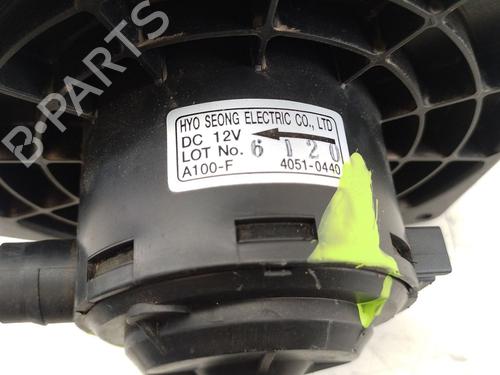 B-PARTS
HYO SEONG ELECTRIC CO., LTD
DC 12V
LOT No. 6 1 2 0
A100-F 4051-0440